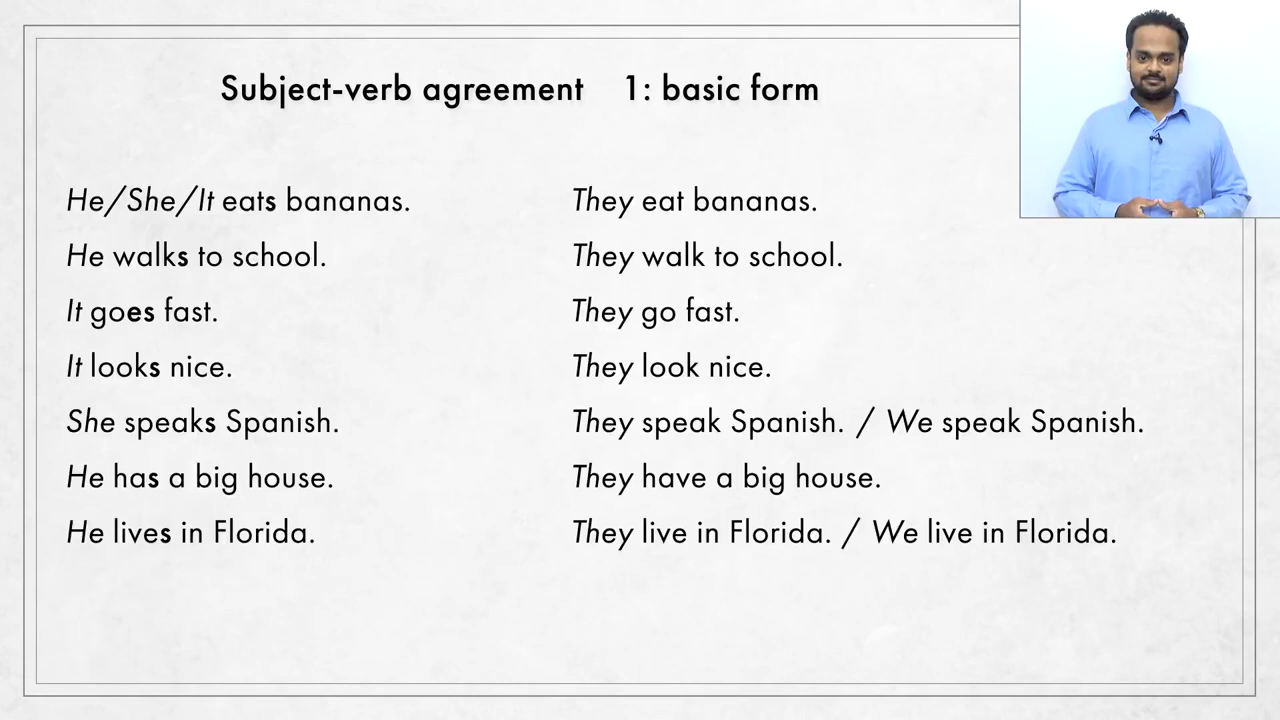 Subject-verb agreement 1: basic form
He/She/It eats bananas.
They eat bananas.
He walks to school.
They walk to school.
It goes fast.
They go fast.
It looks nice.
They look nice.
She speaks Spanish.
They speak Spanish. / We speak Spanish.
He has a big house.
They have a big house.
He lives in Florida.
They live in Florida. / We live in Florida.